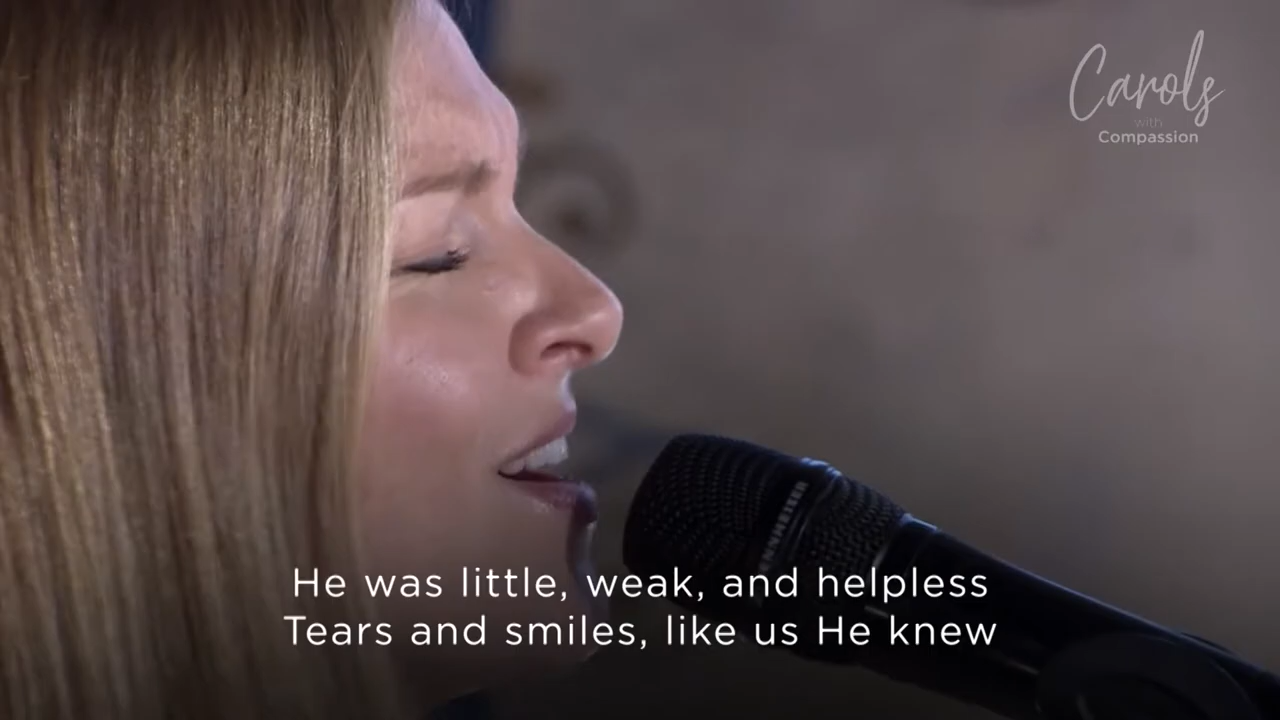 Carols
with
Compassion
He was little, weak, and helpless
Tears and smiles, like us He knew